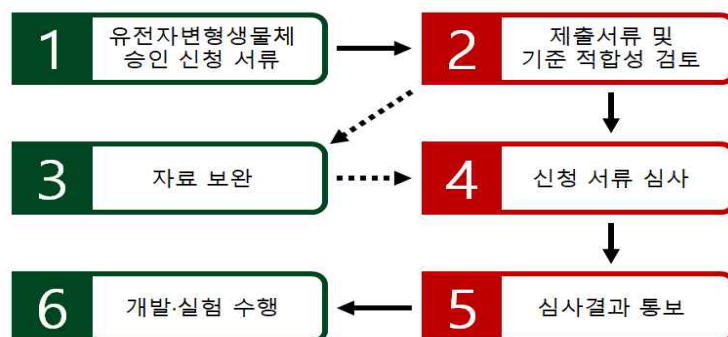 1
유전자변형생물체
승인 신청 서류
2
제출서류 및
기준 적합성 검토
3
자료 보완
4
신청 서류 심사
5
심사결과 통보
6
개발·실험 수행